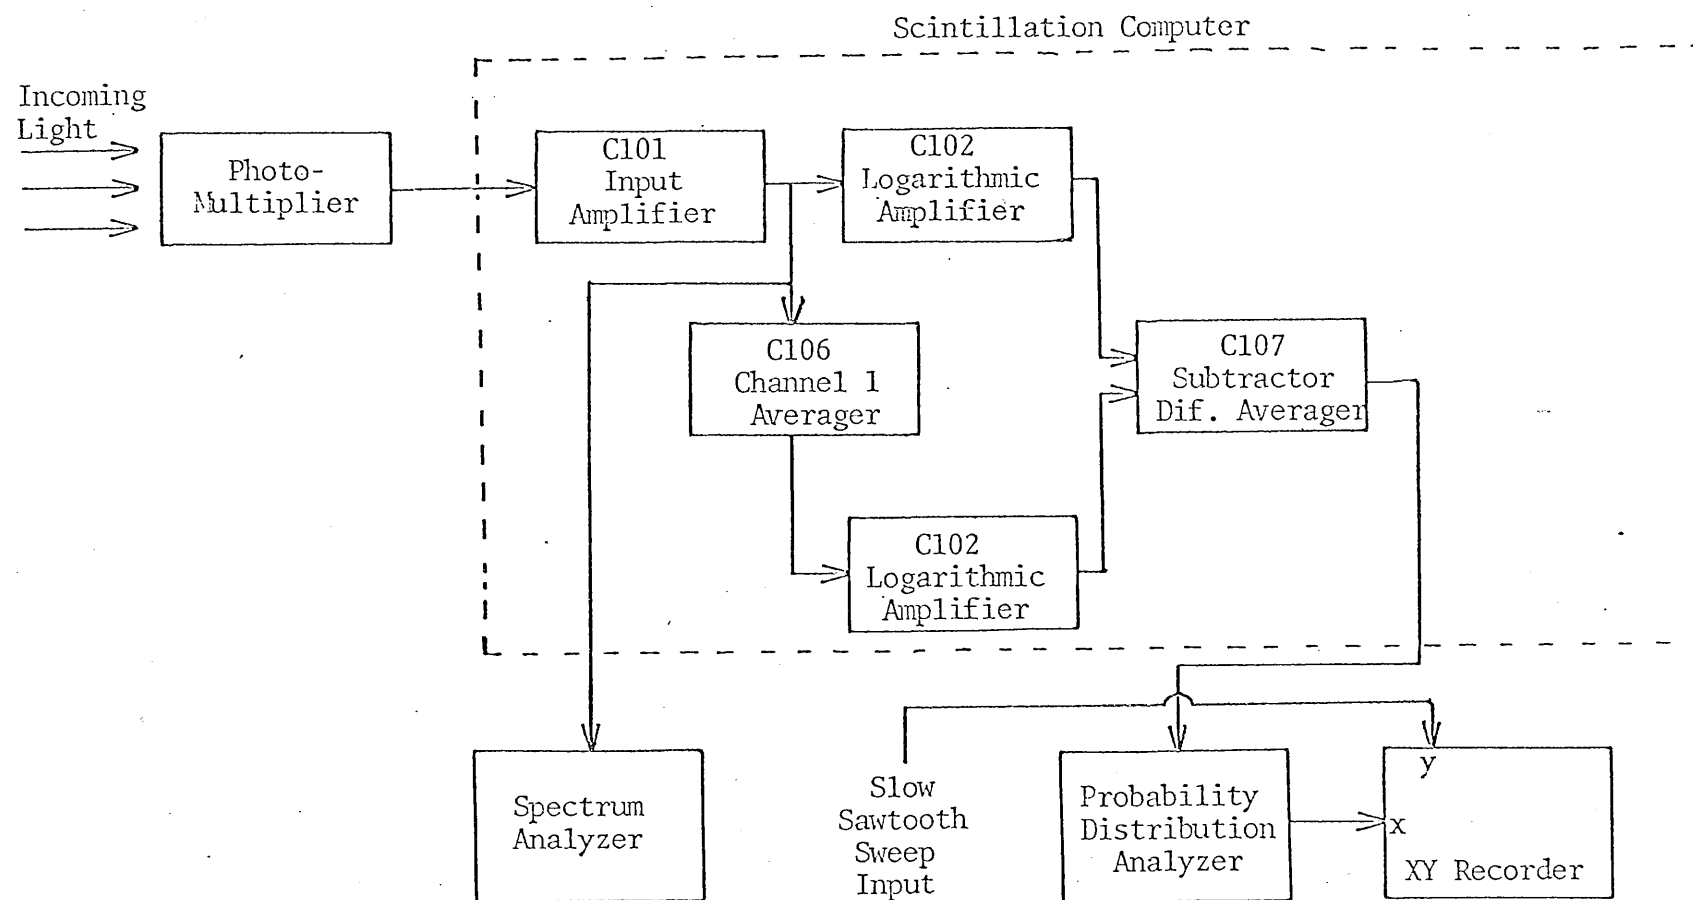 Scintillation Computer
Incoming
Light
Photo-
Multiplier
C101
Input
Amplifier
C102
Logarithmic
Amplifier
C106
Channel 1
Averager
C107
Subtractor
Dif. Averager
C102
Logarithmic
Amplifier
Spectrum
Analyzer
Slow
Sawtooth
Sweep
Input
Probability
Distribution
Analyzer
y
x
XY Recorder